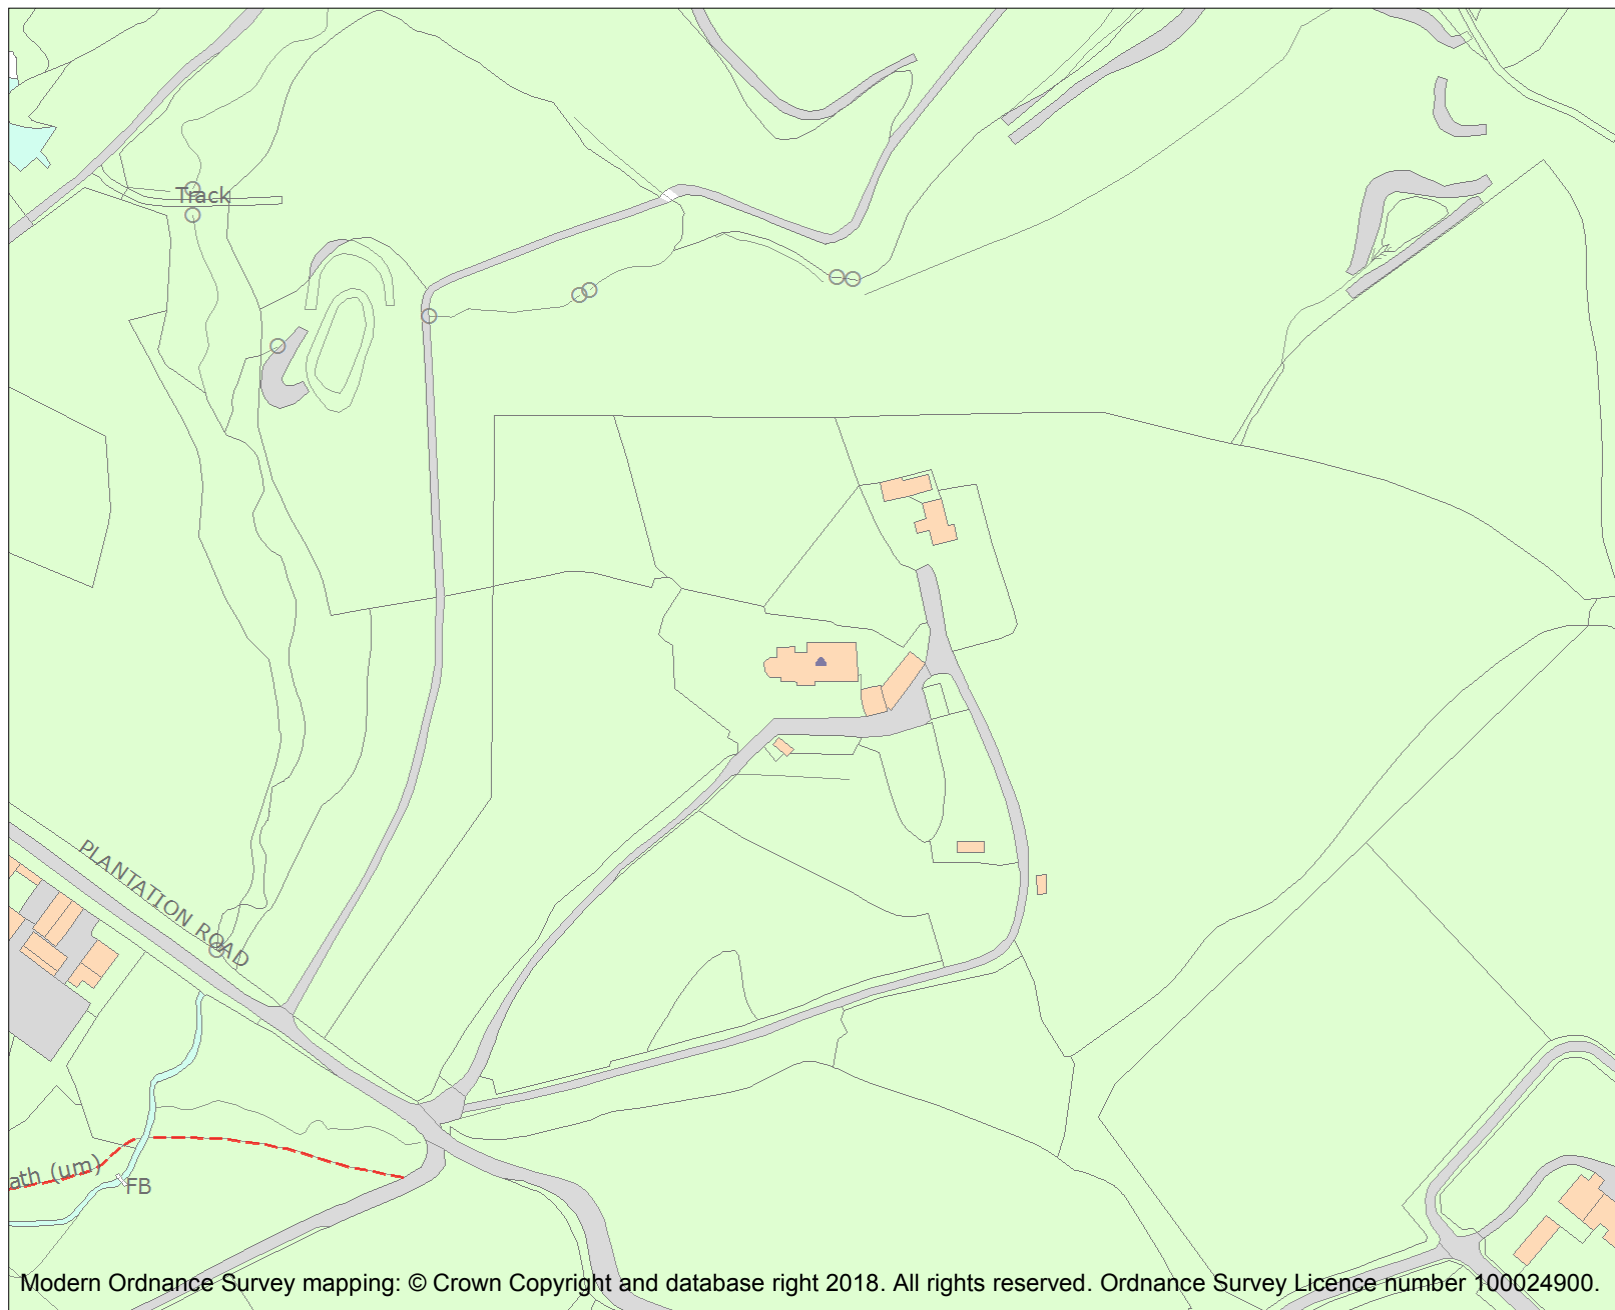 Track
PLANTATION ROAD
ath (um)
FB
Modern Ordnance Survey mapping: © Crown Copyright and database right 2018. All rights reserved. Ordnance Survey Licence number 100024900.